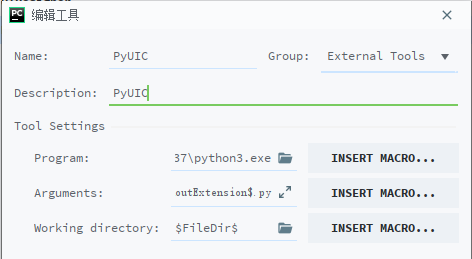 PC 编辑工具
Name: PyUIC Group: External Tools
Description: PyUIC
Tool Settings
Program: 37\python3.exe INSERT MACRO...
Arguments: outExtension$.py INSERT MACRO...
Working directory: $FileDir$ INSERT MACRO...